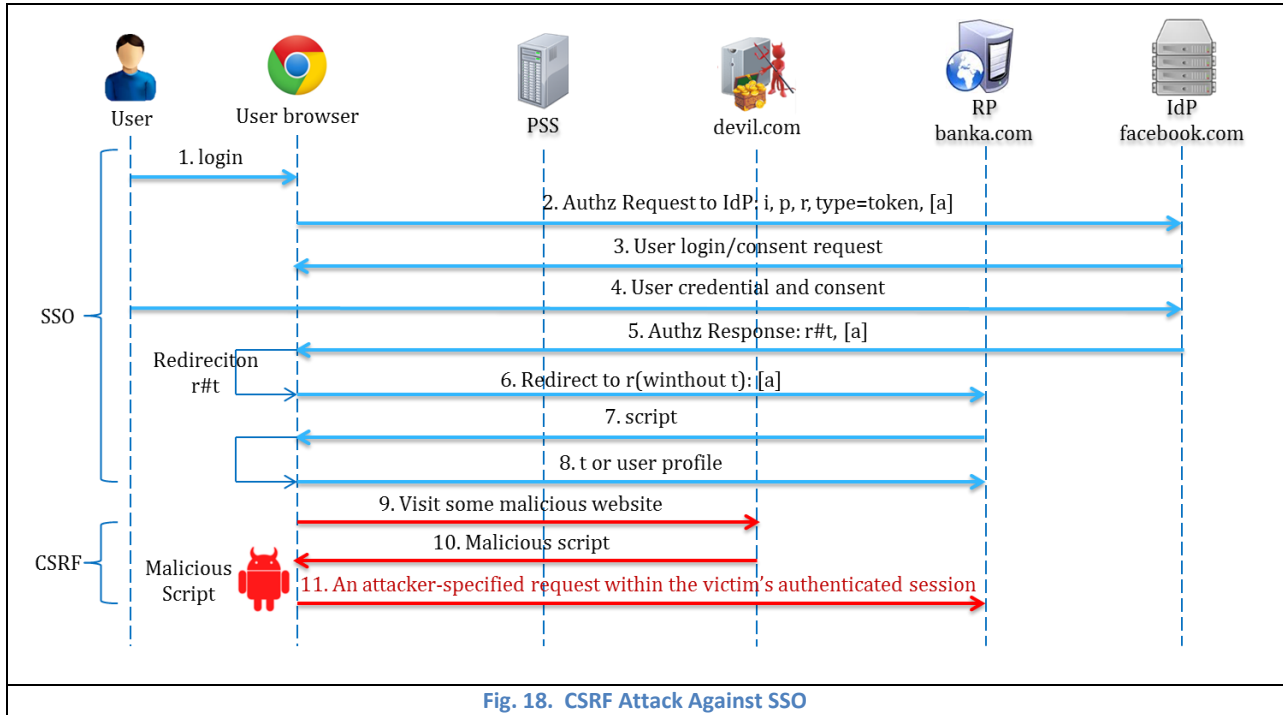 User
User browser
PSS
devil.com
RP
banka.com
IdP
facebook.com
1. login
2. Authz Request to IdP: i, p, r, type=token, [a]
3. User login/consent request
4. User credential and consent
SSO
5. Authz Response: r#t, [a]
Redireciton
r#t
6. Redirect to r(winthout t): [a]
7. script
8. t or user profile
9. Visit some malicious website
10. Malicious script
CSRF
Malicious
Script
11. An attacker-specified request within the victim's authenticated session
Fig. 18. CSRF Attack Against SSO